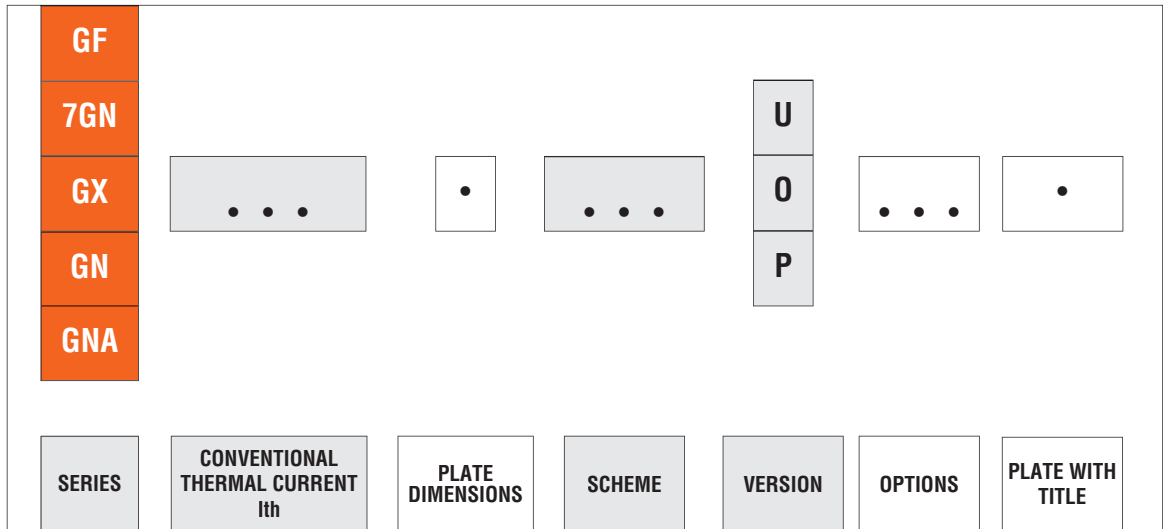 GF
7GN
U
GX
• • •
•
• • •
O
• • •
•
GN
P
GNA
SERIES
CONVENTIONAL
THERMAL CURRENT
Ith
PLATE
DIMENSIONS
SCHEME
VERSION
OPTIONS
PLATE WITH
TITLE